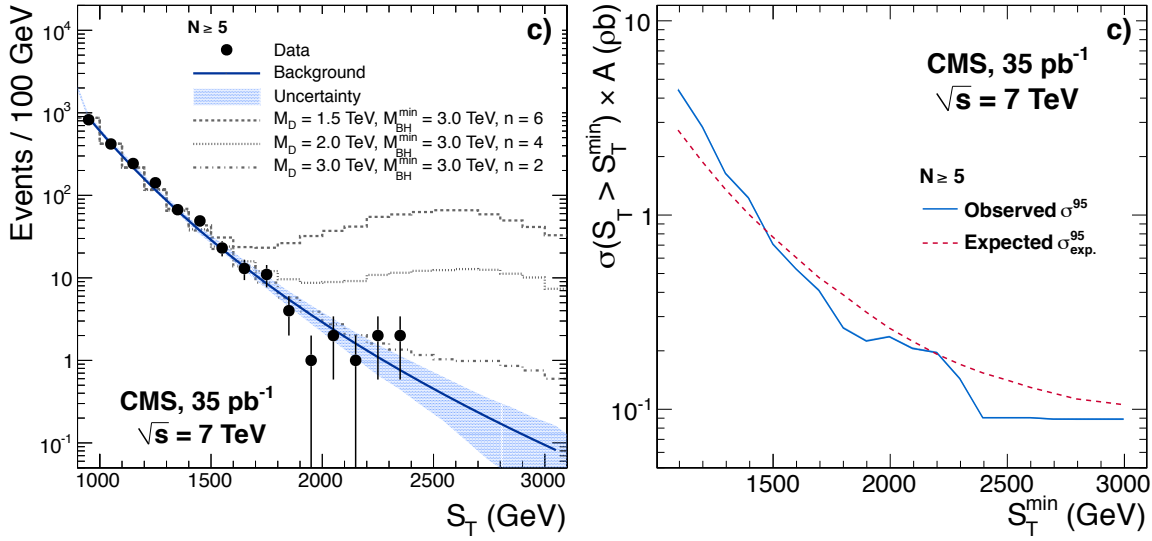 c)
N ≥ 5
Data
Background
Uncertainty
M_D = 1.5 TeV, M_BH^min = 3.0 TeV, n = 6
M_D = 2.0 TeV, M_BH^min = 3.0 TeV, n = 4
M_D = 3.0 TeV, M_BH^min = 3.0 TeV, n = 2
Events / 100 GeV
10^4
10^3
10^2
10
1
10^-1
CMS, 35 pb^-1
√s = 7 TeV
1000 1500 2000 2500 3000
S_T (GeV)
c)
CMS, 35 pb^-1
√s = 7 TeV
N ≥ 5
Observed σ^95
Expected σ_exp.^95
σ(S_T > S_T^min) × A (ρb)
10
1
10^-1
1500 2000 2500 3000
S_T^min (GeV)